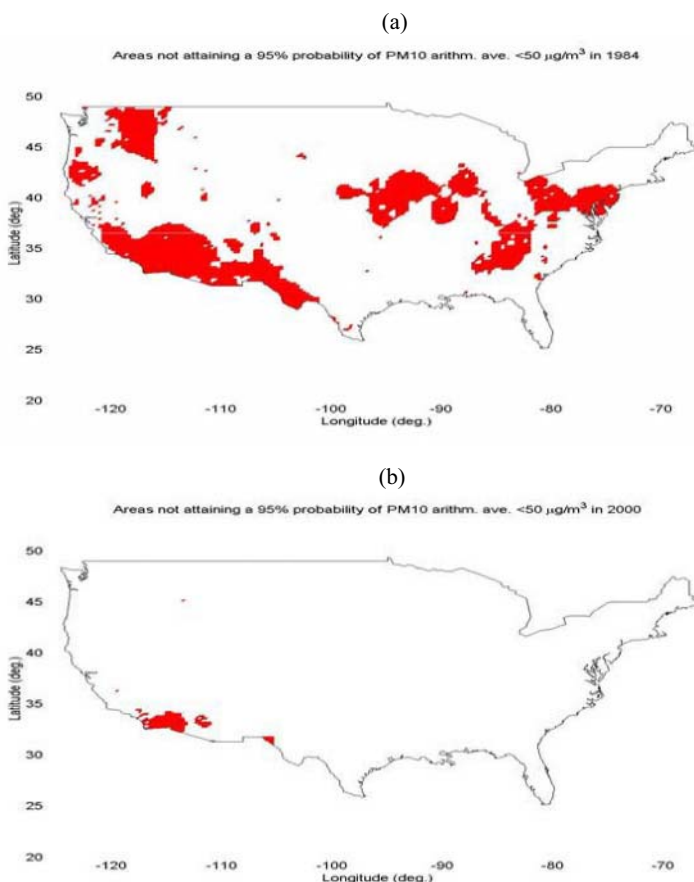 (a)
Areas not attaining a 95% probability of PM10 arithm. ave. <50 µg/m³ in 1984
50
45
40
35
30
25
20
Latitude (deg.)
-120 -110 -100 -90 -80 -70
Longitude (deg.)
(b)
Areas not attaining a 95% probability of PM10 arithm. ave. <50 µg/m³ in 2000
50
45
40
35
30
25
20
Latitude (deg.)
-120 -110 -100 -90 -80 -70
Longitude (deg.)